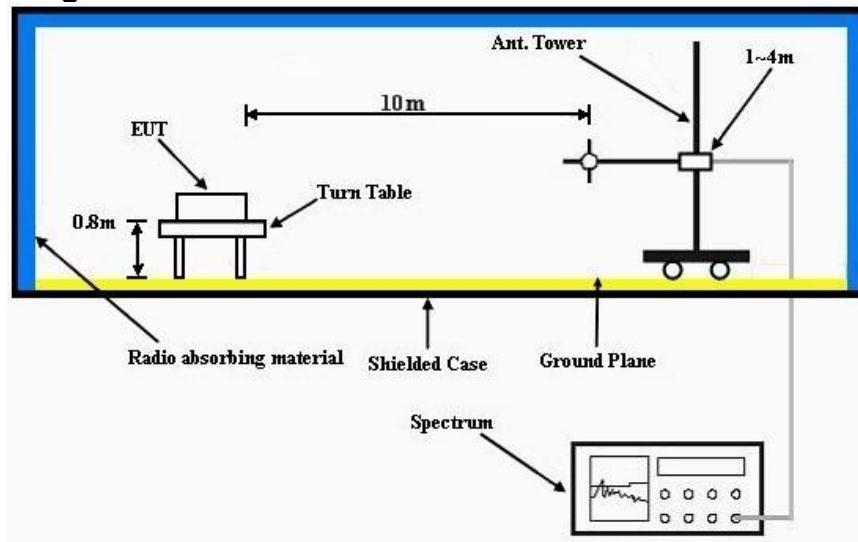 Ant. Tower
1~4m
10m
EUT
Turn Table
0.8m
Radio absorbing material
Shielded Case
Ground Plane
Spectrum